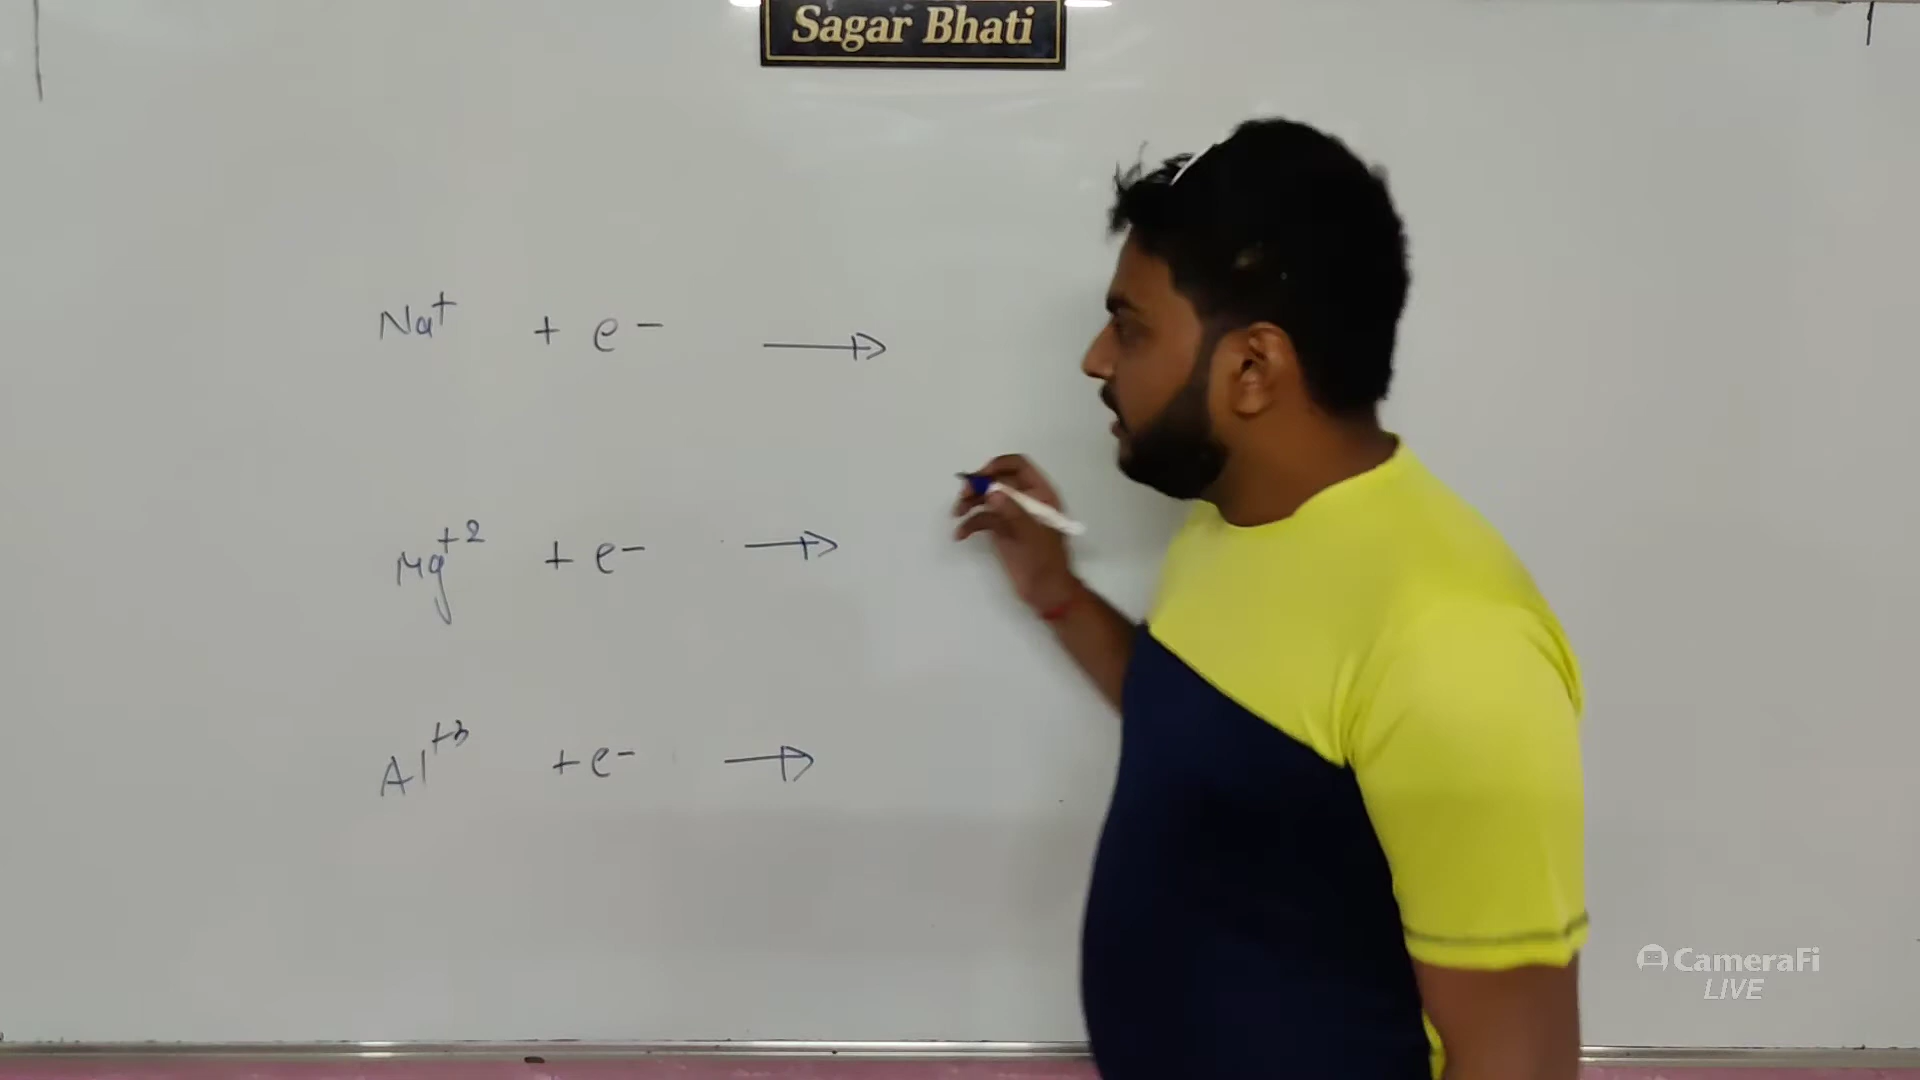 Sagar Bhati
Na⁺ + e⁻ →
Mg⁺² + e⁻ →
Al⁺³ + e⁻ →
CameraFi
LIVE